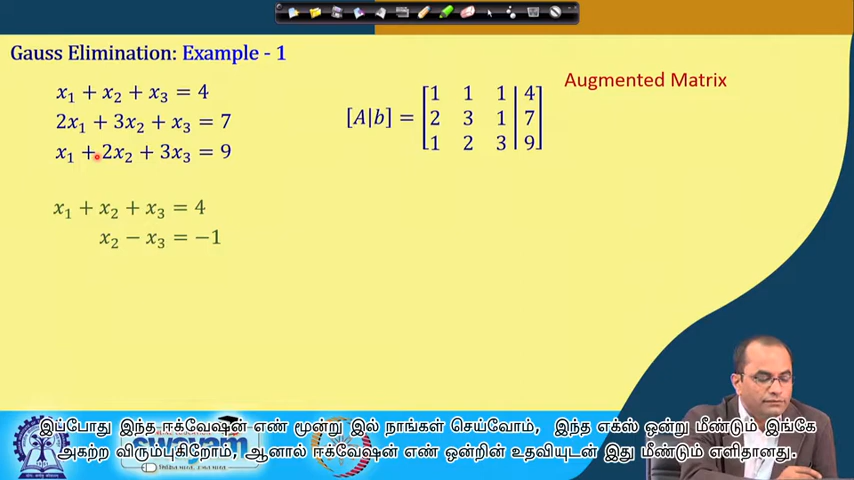 Gauss Elimination: Example - 1
x₁ + x₂ + x₃ = 4
2x₁ + 3x₂ + x₃ = 7
x₁ + 2x₂ + 3x₃ = 9
[A|b] =
1 1 1 | 4
2 3 1 | 7
1 2 3 | 9
Augmented Matrix
x₁ + x₂ + x₃ = 4
x₂ − x₃ = −1
இப்போது இந்த ஈக்வேஷன் எண் மூன்று இல் நாங்கள் செய்வோம், இந்த எக்ஸ் ஒன்று மீண்டும் இங்கே
அகற்ற விரும்புகிறோம், ஆனால் ஈக்வேஷன் எண் ஒன்றின் உதவியுடன் இது மீண்டும் எளிதானது.
swayam